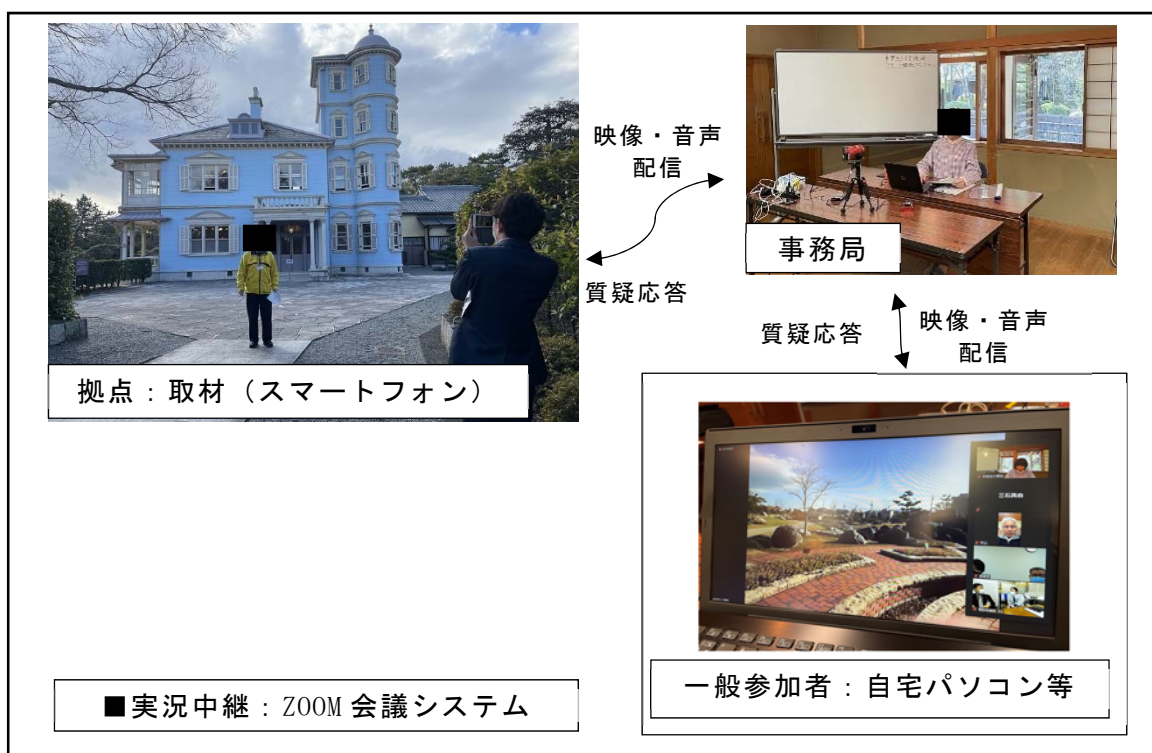 映像・音声
配信
質疑応答
拠点：取材（スマートフォン）
事務局
質疑応答
映像・音声
配信
一般参加者：自宅パソコン等
■実況中継：ZOOM会議システム